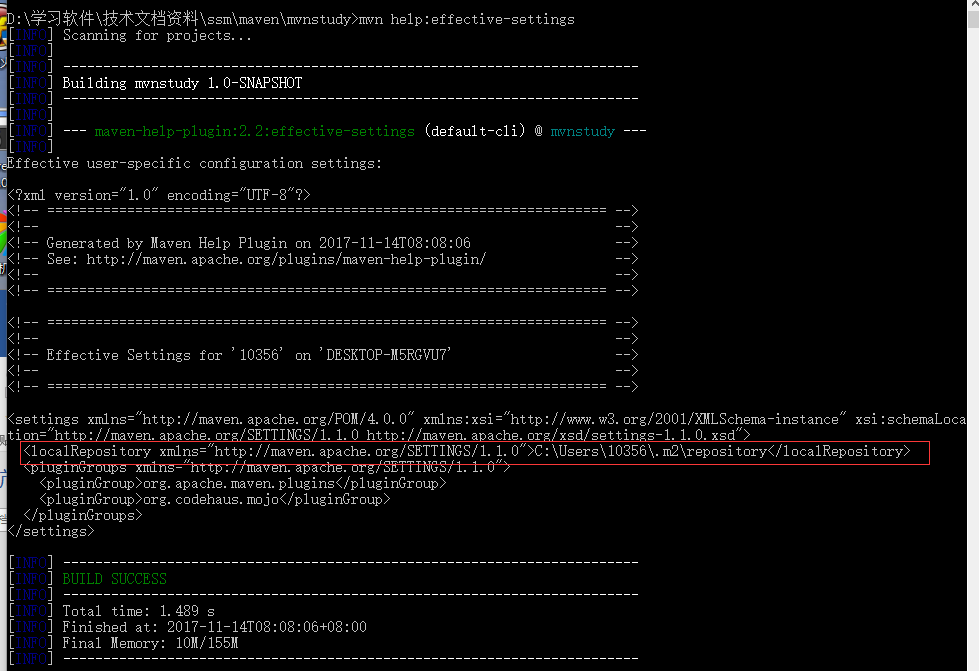 D:\学习软件\技术文档资料\ssm\maven\mvnstudy>mvn help:effective-settings
[INFO] Scanning for projects...
[INFO]
[INFO] ------------------------------------------------------------------------
[INFO] Building mvnstudy 1.0-SNAPSHOT
[INFO] ------------------------------------------------------------------------
[INFO]
[INFO] --- maven-help-plugin:2.2:effective-settings (default-cli) @ mvnstudy ---
[INFO]
Effective user-specific configuration settings:
<?xml version="1.0" encoding="UTF-8"?>
<!-- ====================================================================== -->
<!--                                                                        -->
<!-- Generated by Maven Help Plugin on 2017-11-14T08:08:06                  -->
<!-- See: http://maven.apache.org/plugins/maven-help-plugin/                -->
<!--                                                                        -->
<!-- ====================================================================== -->
<!-- ====================================================================== -->
<!--                                                                        -->
<!-- Effective Settings for '10356' on 'DESKTOP-M5RGVU7'                    -->
<!--                                                                        -->
<!-- ====================================================================== -->
<settings xmlns="http://maven.apache.org/POM/4.0.0" xmlns:xsi="http://www.w3.org/2001/XMLSchema-instance" xsi:schemaLoca
tion="http://maven.apache.org/SETTINGS/1.1.0 http://maven.apache.org/xsd/settings-1.1.0.xsd">
  <localRepository xmlns="http://maven.apache.org/SETTINGS/1.1.0">C:\Users\10356\.m2\repository</localRepository>
  <pluginGroups xmlns="http://maven.apache.org/SETTINGS/1.1.0">
    <pluginGroup>org.apache.maven.plugins</pluginGroup>
    <pluginGroup>org.codehaus.mojo</pluginGroup>
  </pluginGroups>
</settings>
[INFO] ------------------------------------------------------------------------
[INFO] BUILD SUCCESS
[INFO] ------------------------------------------------------------------------
[INFO] Total time: 1.489 s
[INFO] Finished at: 2017-11-14T08:08:06+08:00
[INFO] Final Memory: 10M/155M
[INFO] ------------------------------------------------------------------------